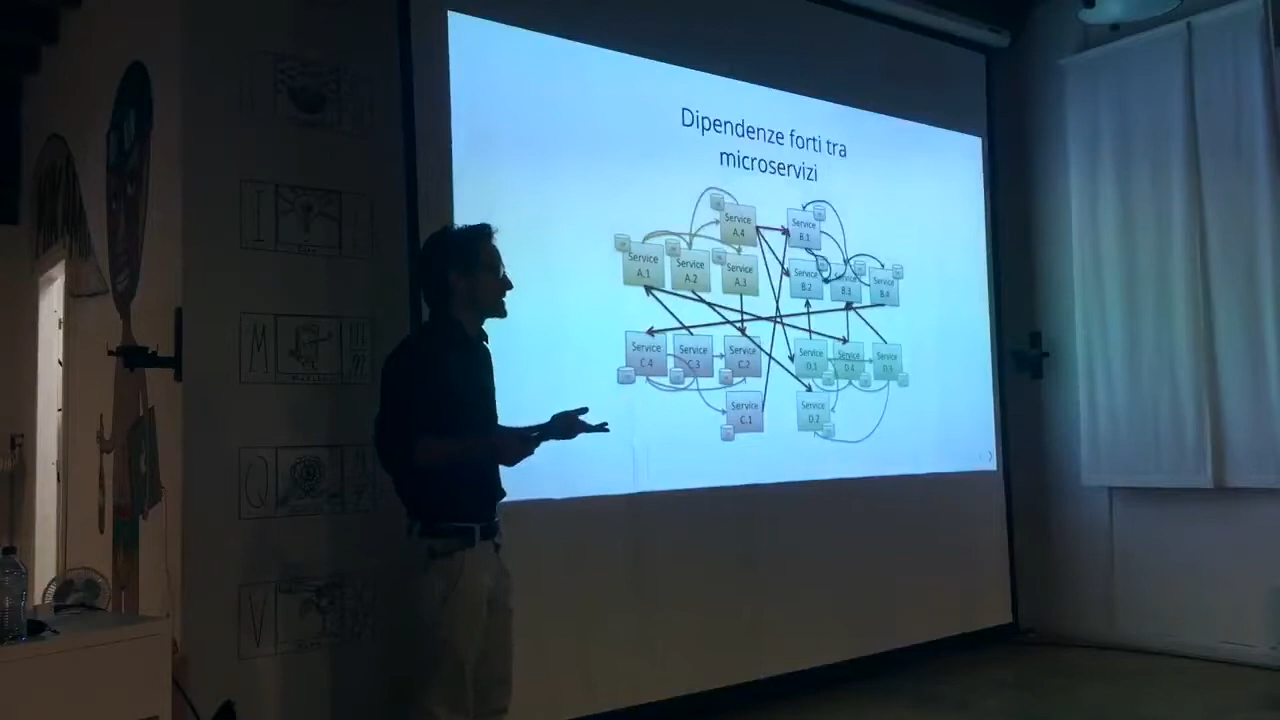 Dipendenze forti tra
microservizi
Service
A.4
Service
B.1
Service
A.1
Service
A.2
Service
A.3
Service
B.2
Service
B.3
Service
B.4
Service
C.4
Service
C.3
Service
C.2
Service
D.1
Service
D.4
Service
Service
C.1
Service
D.2
I
M
Q
V